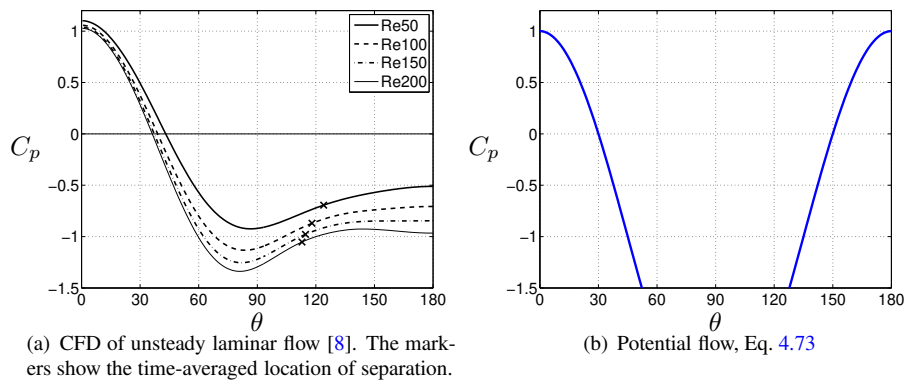 1
0.5
0
−0.5
−1
−1.5
C_p
0 30 60 90 120 150 180
θ
Re50
Re100
Re150
Re200
(a) CFD of unsteady laminar flow [8]. The mark-
ers show the time-averaged location of separation.
1
0.5
0
−0.5
−1
−1.5
C_p
0 30 60 90 120 150 180
θ
(b) Potential flow, Eq. 4.73